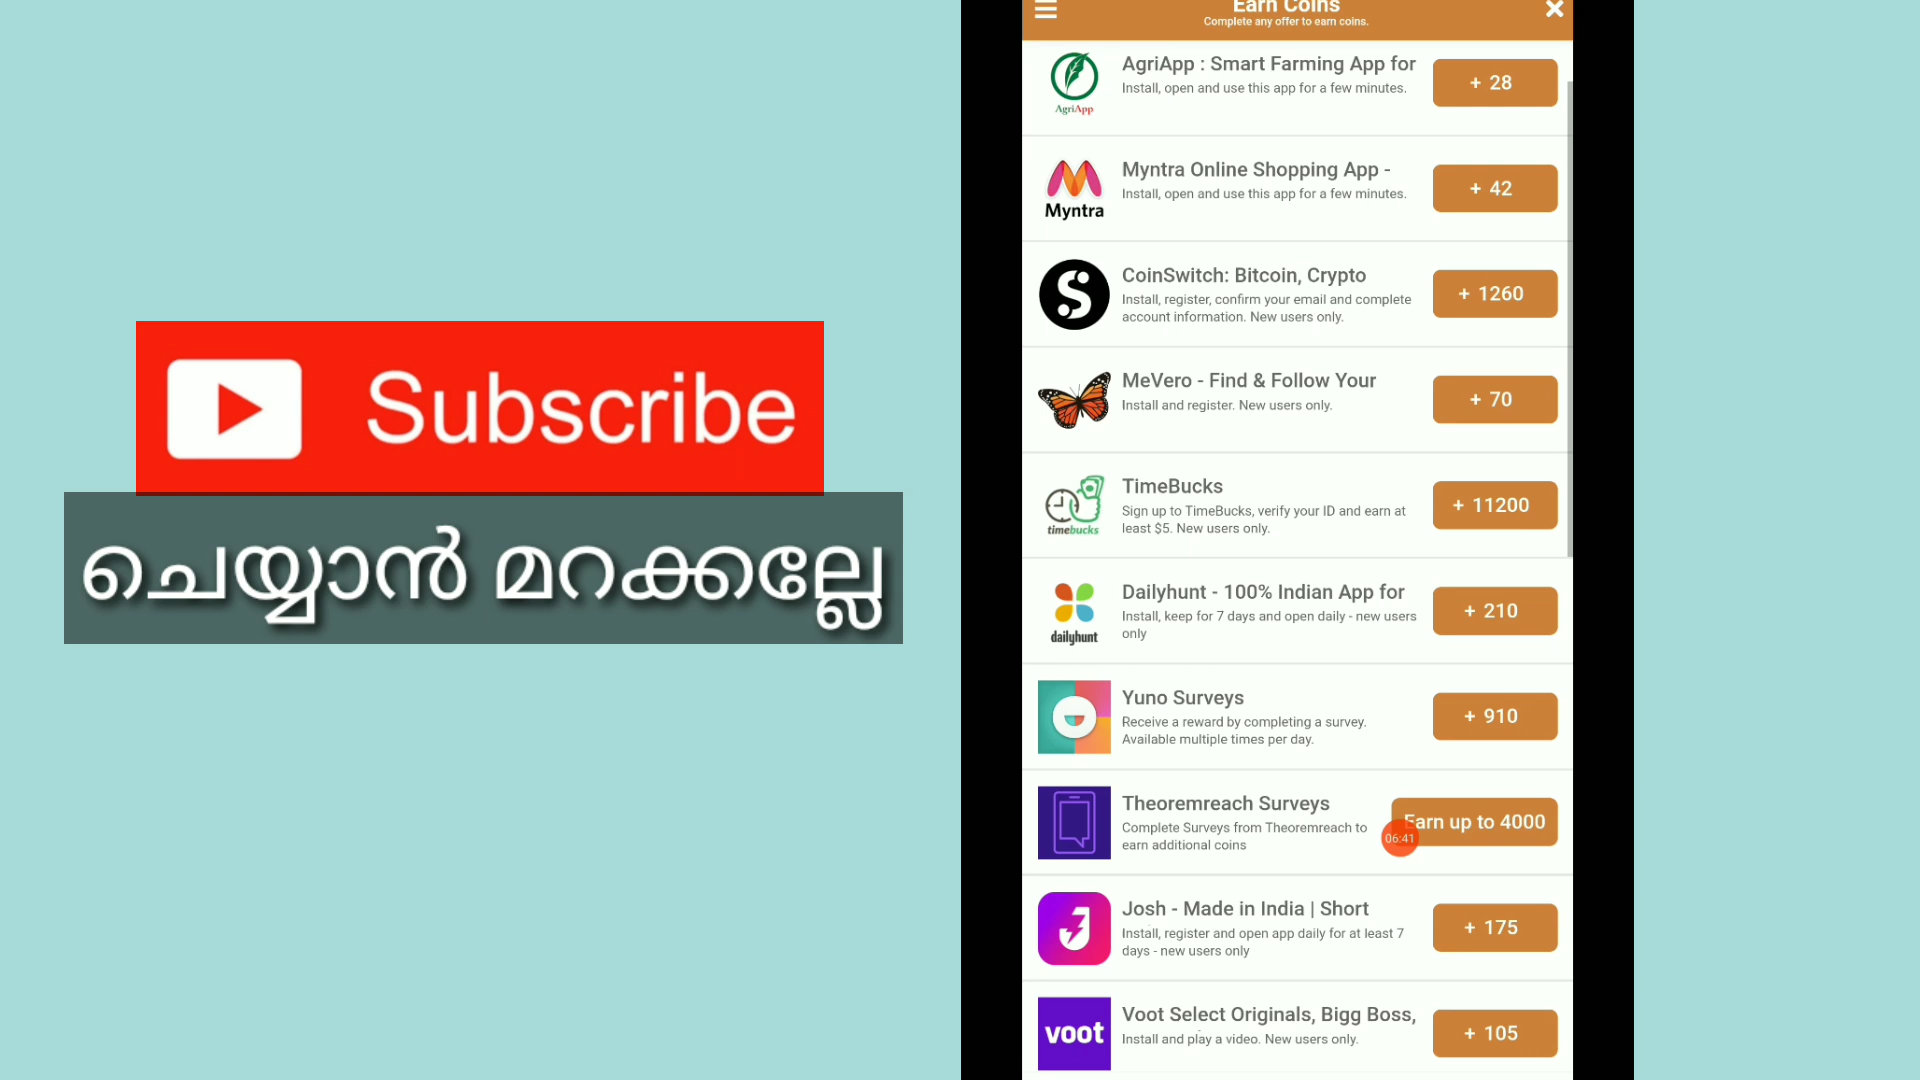 Subscribe
ചെയ്യാൻ മറക്കല്ലേ
Earn Coins
Complete any offer to earn coins.
AgriApp
AgriApp : Smart Farming App for
Install, open and use this app for a few minutes.
+ 28
Myntra
Myntra Online Shopping App -
Install, open and use this app for a few minutes.
+ 42
CoinSwitch: Bitcoin, Crypto
Install, register, confirm your email and complete
account information. New users only.
+ 1260
MeVero - Find & Follow Your
Install and register. New users only.
+ 70
timebucks
TimeBucks
Sign up to TimeBucks, verify your ID and earn at
least $5. New users only.
+ 11200
dailyhunt
Dailyhunt - 100% Indian App for
Install, keep for 7 days and open daily - new users
only
+ 210
Yuno Surveys
Receive a reward by completing a survey.
Available multiple times per day.
+ 910
Theoremreach Surveys
Complete Surveys from Theoremreach to
earn additional coins
Earn up to 4000
06:41
Josh - Made in India | Short
Install, register and open app daily for at least 7
days - new users only
+ 175
voot
Voot Select Originals, Bigg Boss,
Install and play a video. New users only.
+ 105